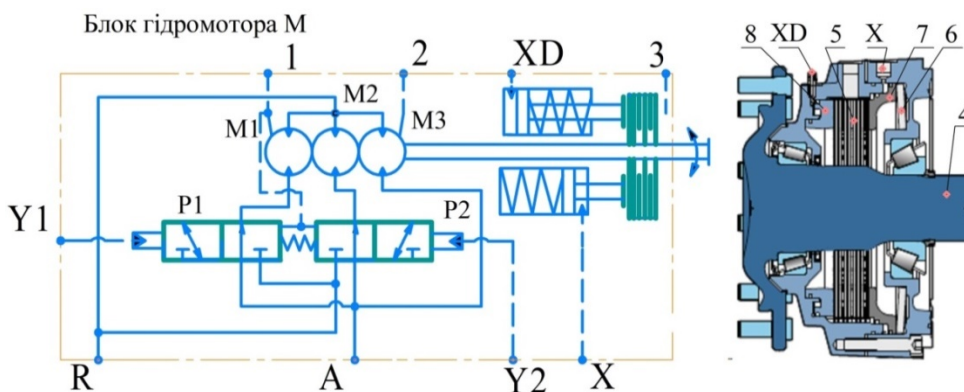 Блок гідромотора М
1 2 XD 3
M2
M1 M3
P1 P2
Y1
R A Y2 X
8 XD 5 X 7 6
4